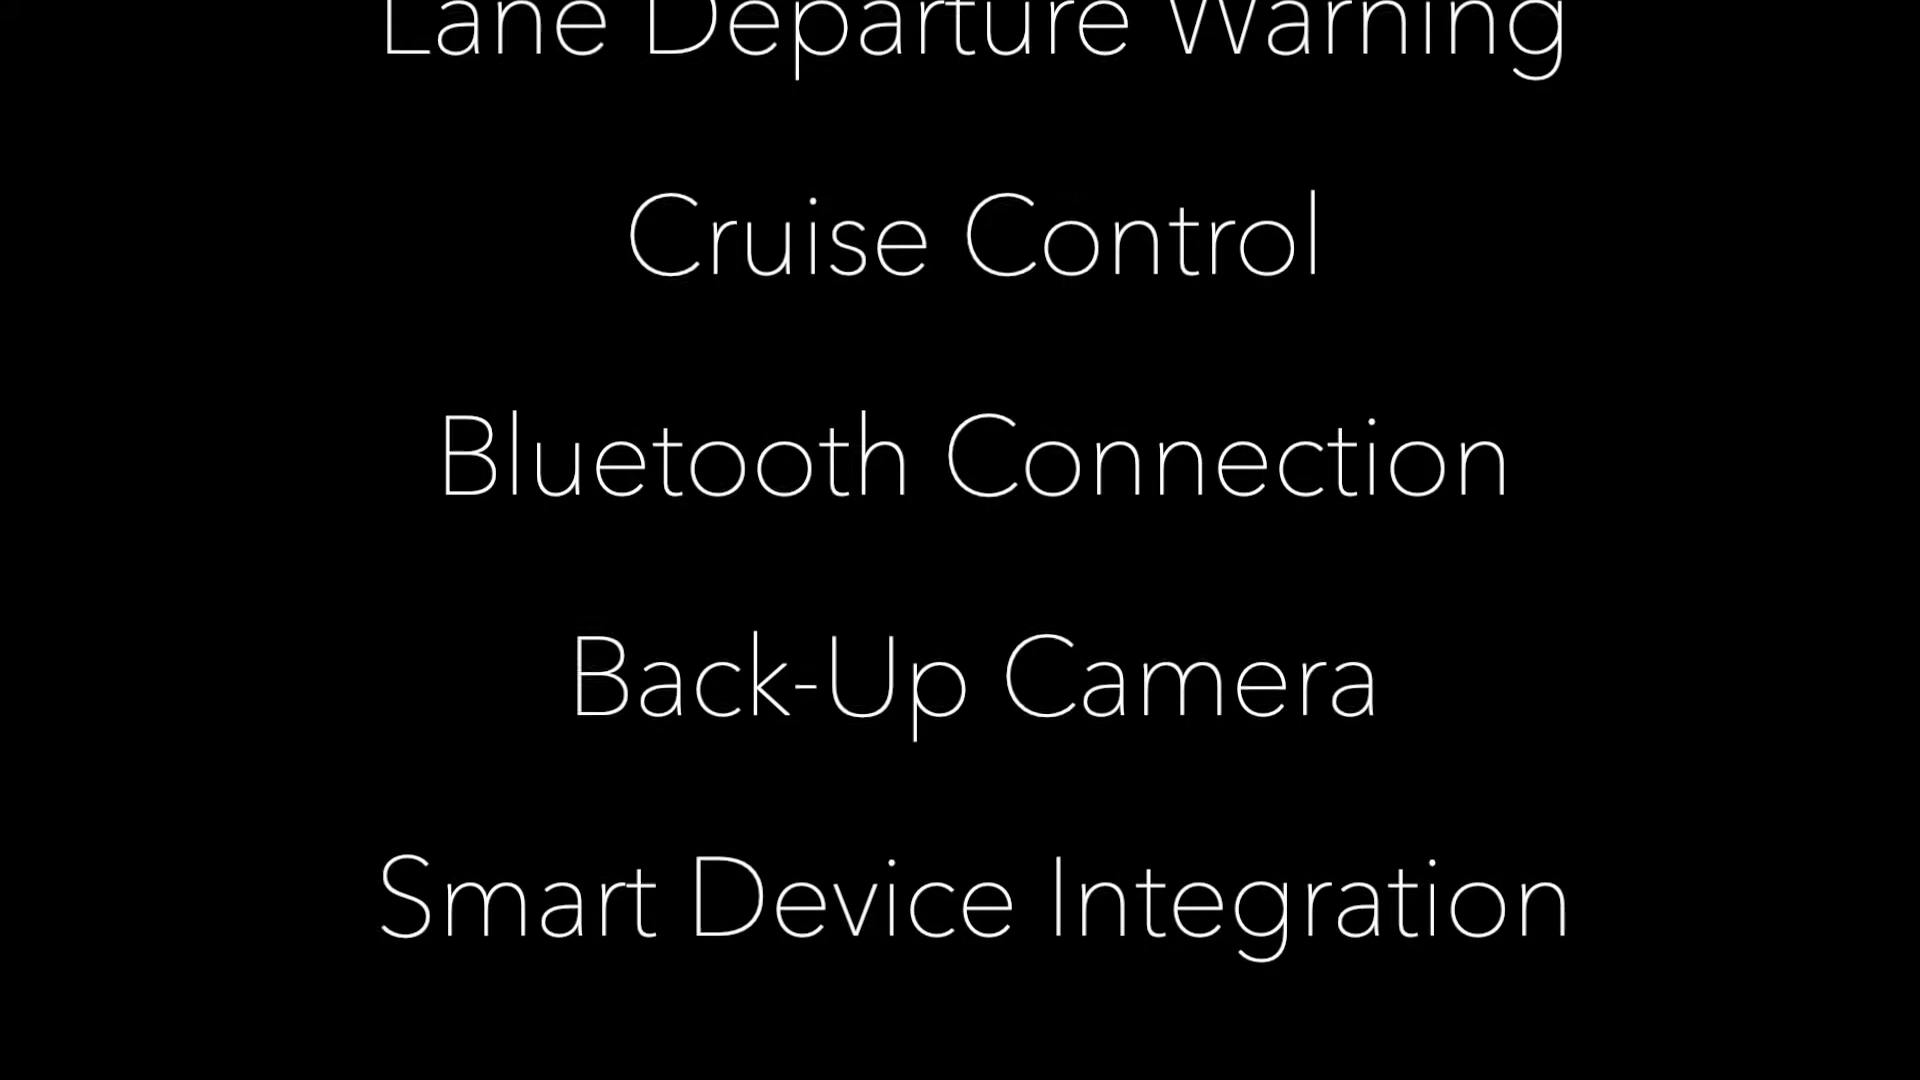 Lane Departure Warning
Cruise Control
Bluetooth Connection
Back-Up Camera
Smart Device Integration